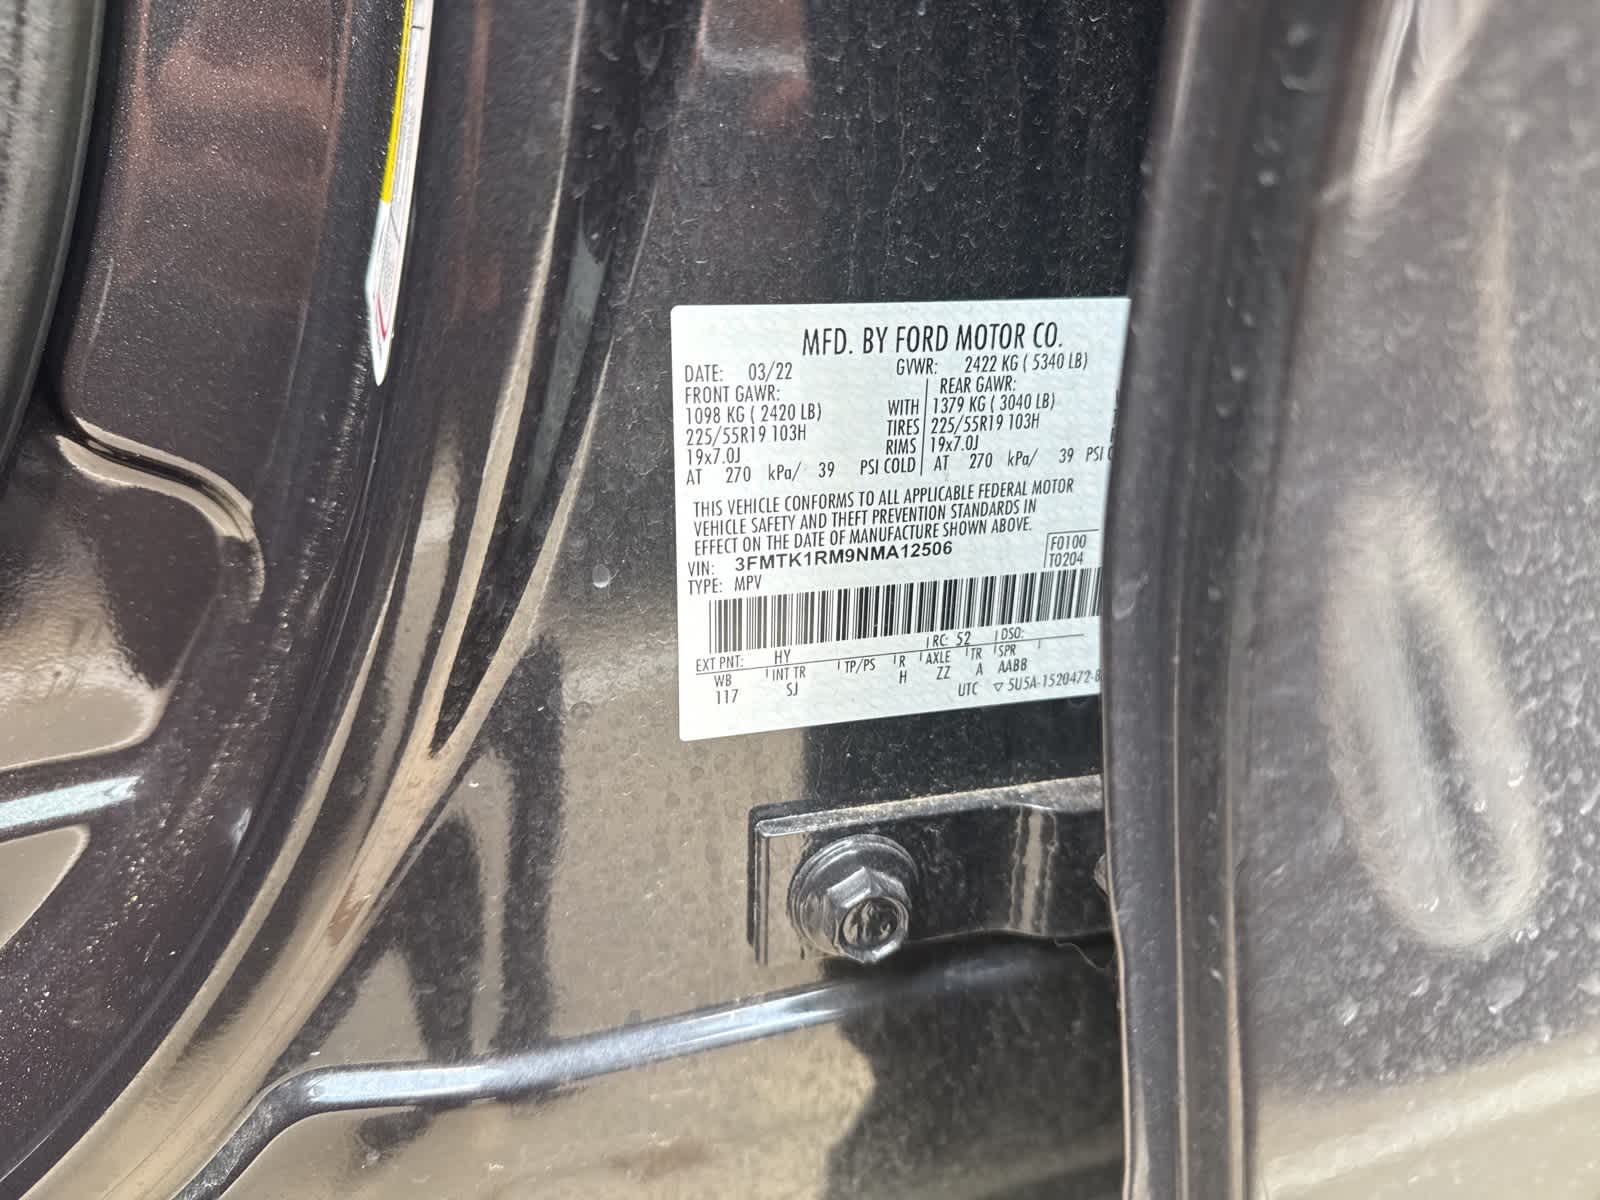 MFD. BY FORD MOTOR CO.
DATE: 03/22 GVWR: 2422 KG ( 5340 LB)
FRONT GAWR: REAR GAWR:
1098 KG ( 2420 LB) WITH 1379 KG ( 3040 LB)
225/55R19 103H TIRES 225/55R19 103H
19x7.0J RIMS 19x7.0J
AT 270 kPa/ 39 PSI COLD AT 270 kPa/ 39 PSI
THIS VEHICLE CONFORMS TO ALL APPLICABLE FEDERAL MOTOR
VEHICLE SAFETY AND THEFT PREVENTION STANDARDS IN
EFFECT ON THE DATE OF MANUFACTURE SHOWN ABOVE.
VIN: 3FMTK1RM9NMA12506 F0100
TYPE: MPV T0204
EXT PNT: HY RC: 52 DSO:
WB INT TR TP/PS R AXLE TR SPR
117 SJ H ZZ A AABB
UTC ▽ 5U5A-1520472-